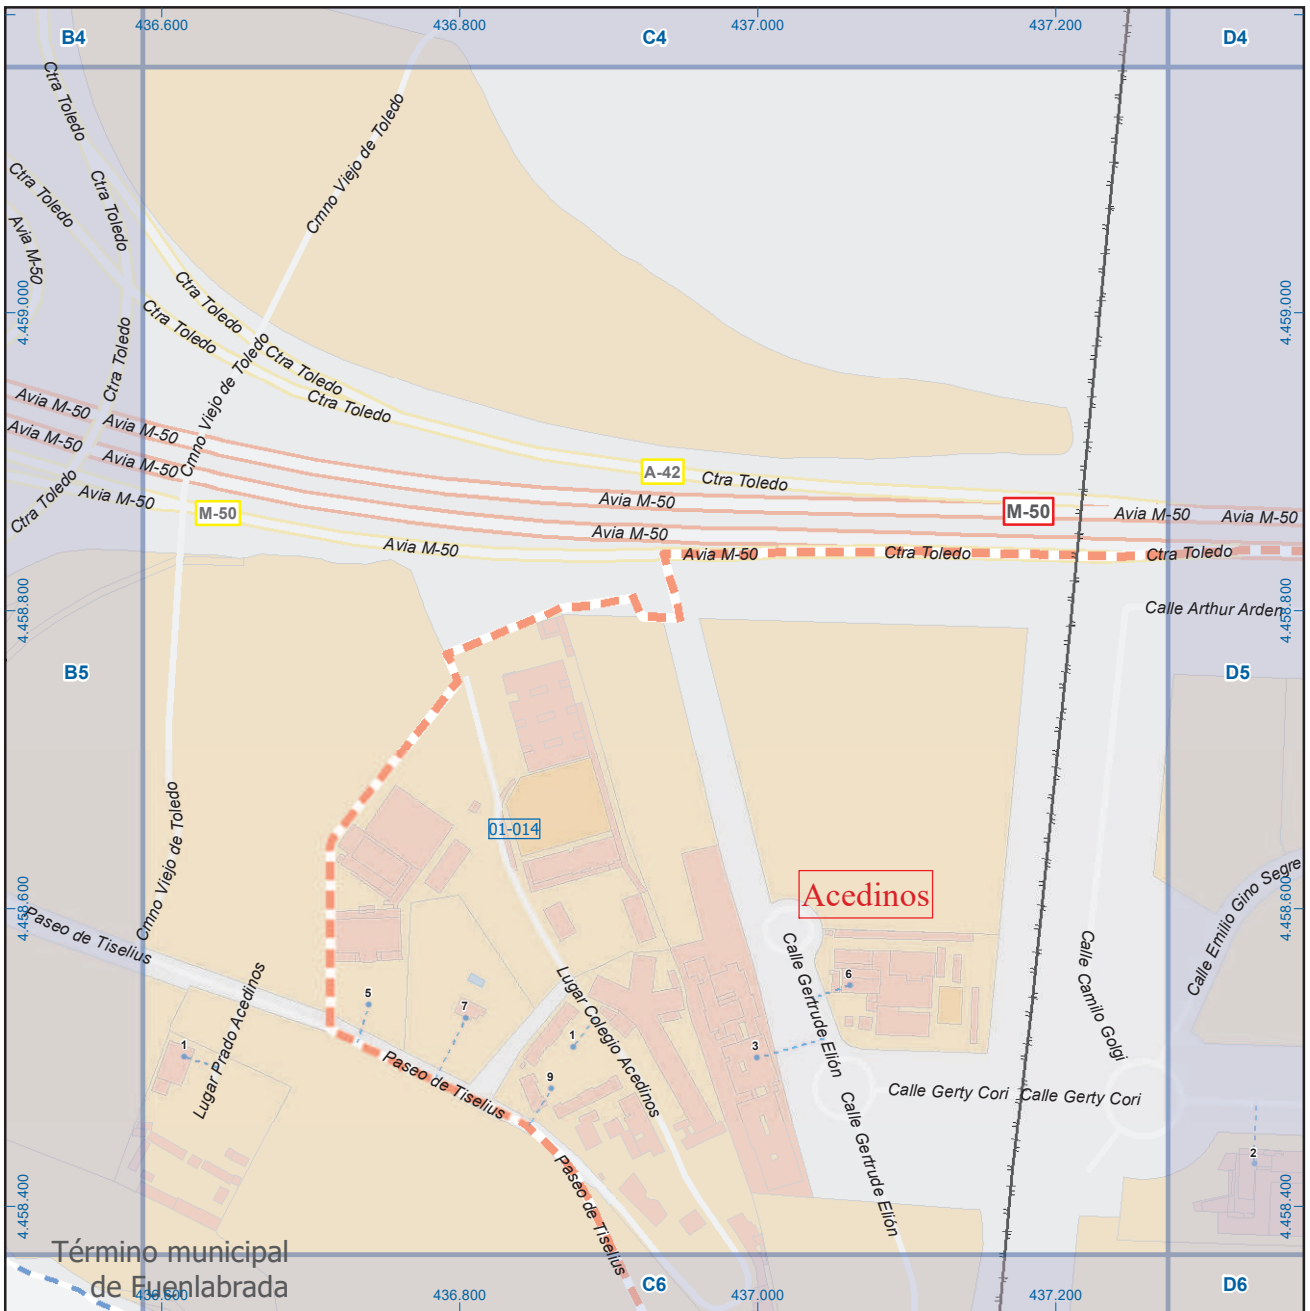 436.600
436.800
437.000
437.200
B4
C4
D4
Ctra Toledo
Cmno Viejo de Toledo
Ctra Toledo
Ctra Toledo
Avia M-50
4.459.000
4.459.000
Ctra Toledo
Ctra Toledo
Ctra Toledo
Ctra Toledo
Ctra Toledo
Cmno Viejo de Toledo
Avia M-50
Avia M-50
Avia M-50
Avia M-50
A-42
Ctra Toledo
Ctra Toledo
Avia M-50
M-50
Avia M-50
M-50
Avia M-50
Avia M-50
Avia M-50
Avia M-50
Avia M-50
Ctra Toledo
Ctra Toledo
4.458.800
Calle Arthur Arden
4.458.800
B5
D5
01-014
Cmno Viejo de Toledo
Acedinos
4.458.600
4.458.600
Calle Emilio Gino Segre
Paseo de Tiselius
Lugar Prado Acedinos
Calle Gertrude Elión
Calle Camilo Golgi
6
5
7
1
1
3
Lugar Colegio Acedinos
Paseo de Tiselius
9
Calle Gerty Cori
Calle Gerty Cori
Calle Gertrude Elión
2
Paseo de Tiselius
4.458.400
4.458.400
Término municipal
de Fuenlabrada
C6
D6
436.600
436.800
437.000
437.200